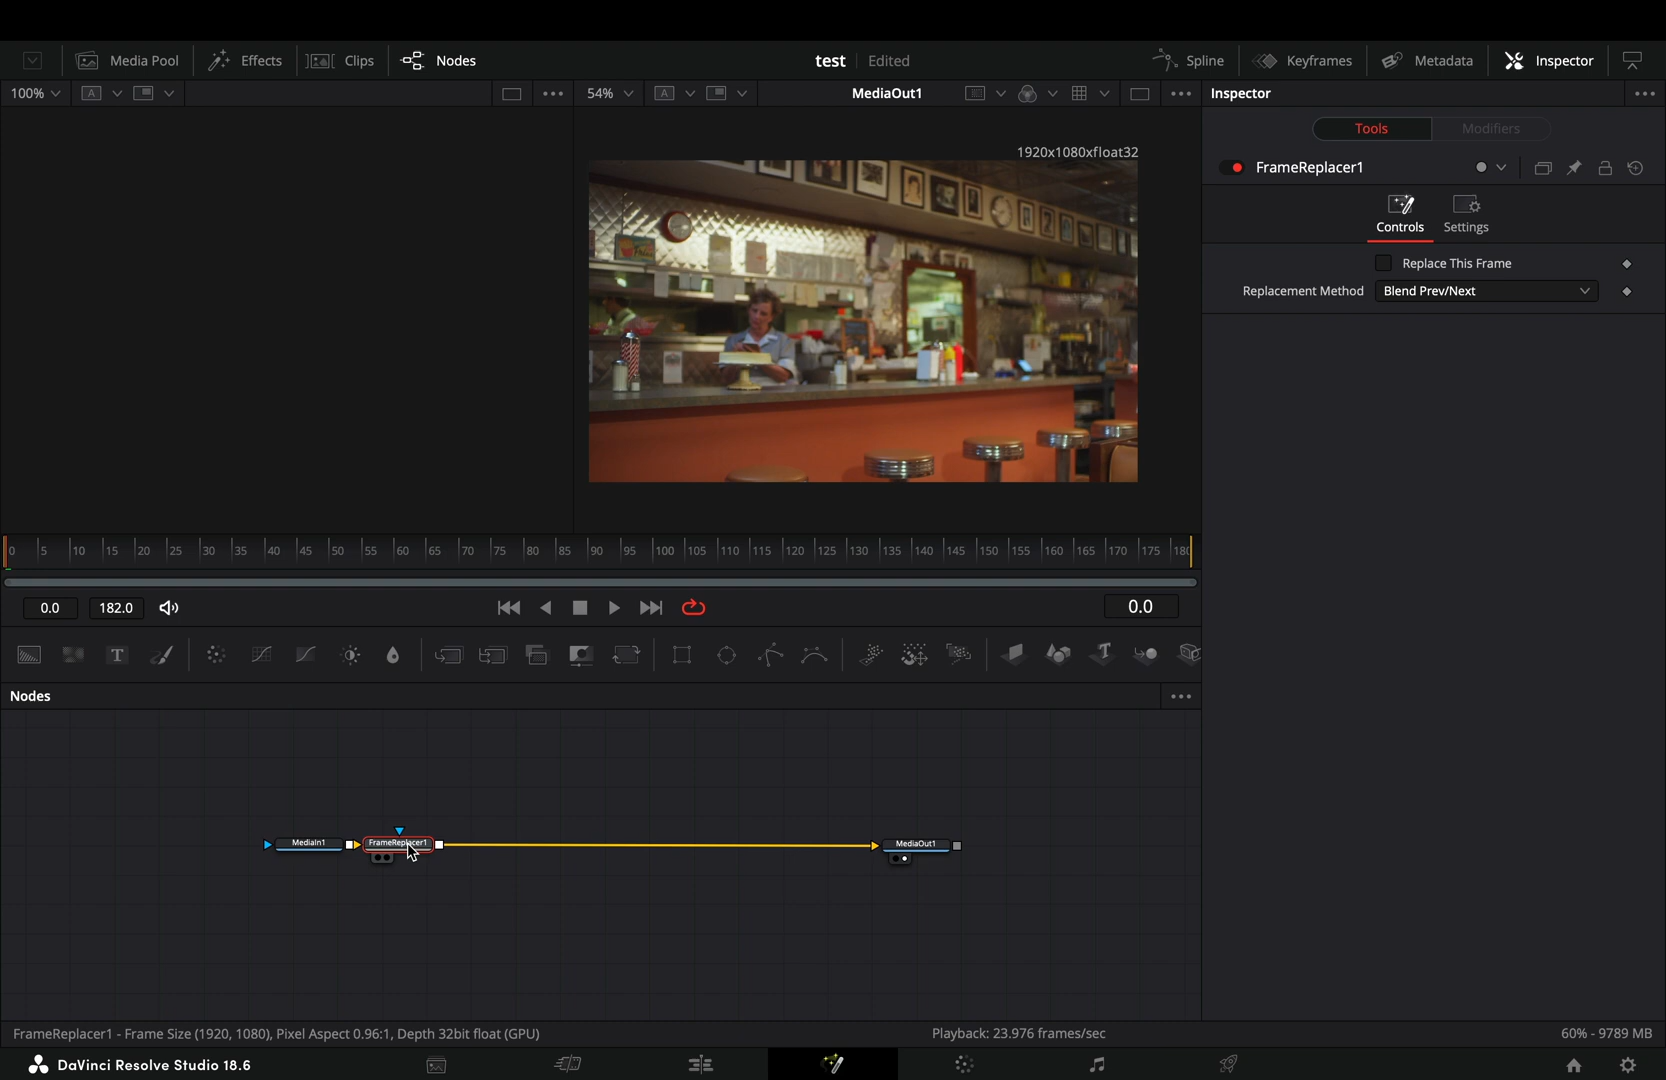 Media Pool
Effects
Clips
Nodes
test
Edited
Spline
Keyframes
Metadata
Inspector
100%
A
54%
A
MediaOut1
Inspector
1920x1080xfloat32
Tools
Modifiers
FrameReplacer1
Controls
Settings
Replace This Frame
Replacement Method
Blend Prev/Next
0 5 10 15 20 25 30 35 40 45 50 55 60 65 70 75 80 85 90 95 100 105 110 115 120 125 130 135 140 145 150 155 160 165 170 175 180
0.0
182.0
0.0
T
T
Nodes
MediaIn1
FrameReplacer1
MediaOut1
FrameReplacer1 - Frame Size (1920, 1080), Pixel Aspect 0.96:1, Depth 32bit float (GPU)
Playback: 23.976 frames/sec
60% - 9789 MB
DaVinci Resolve Studio 18.6